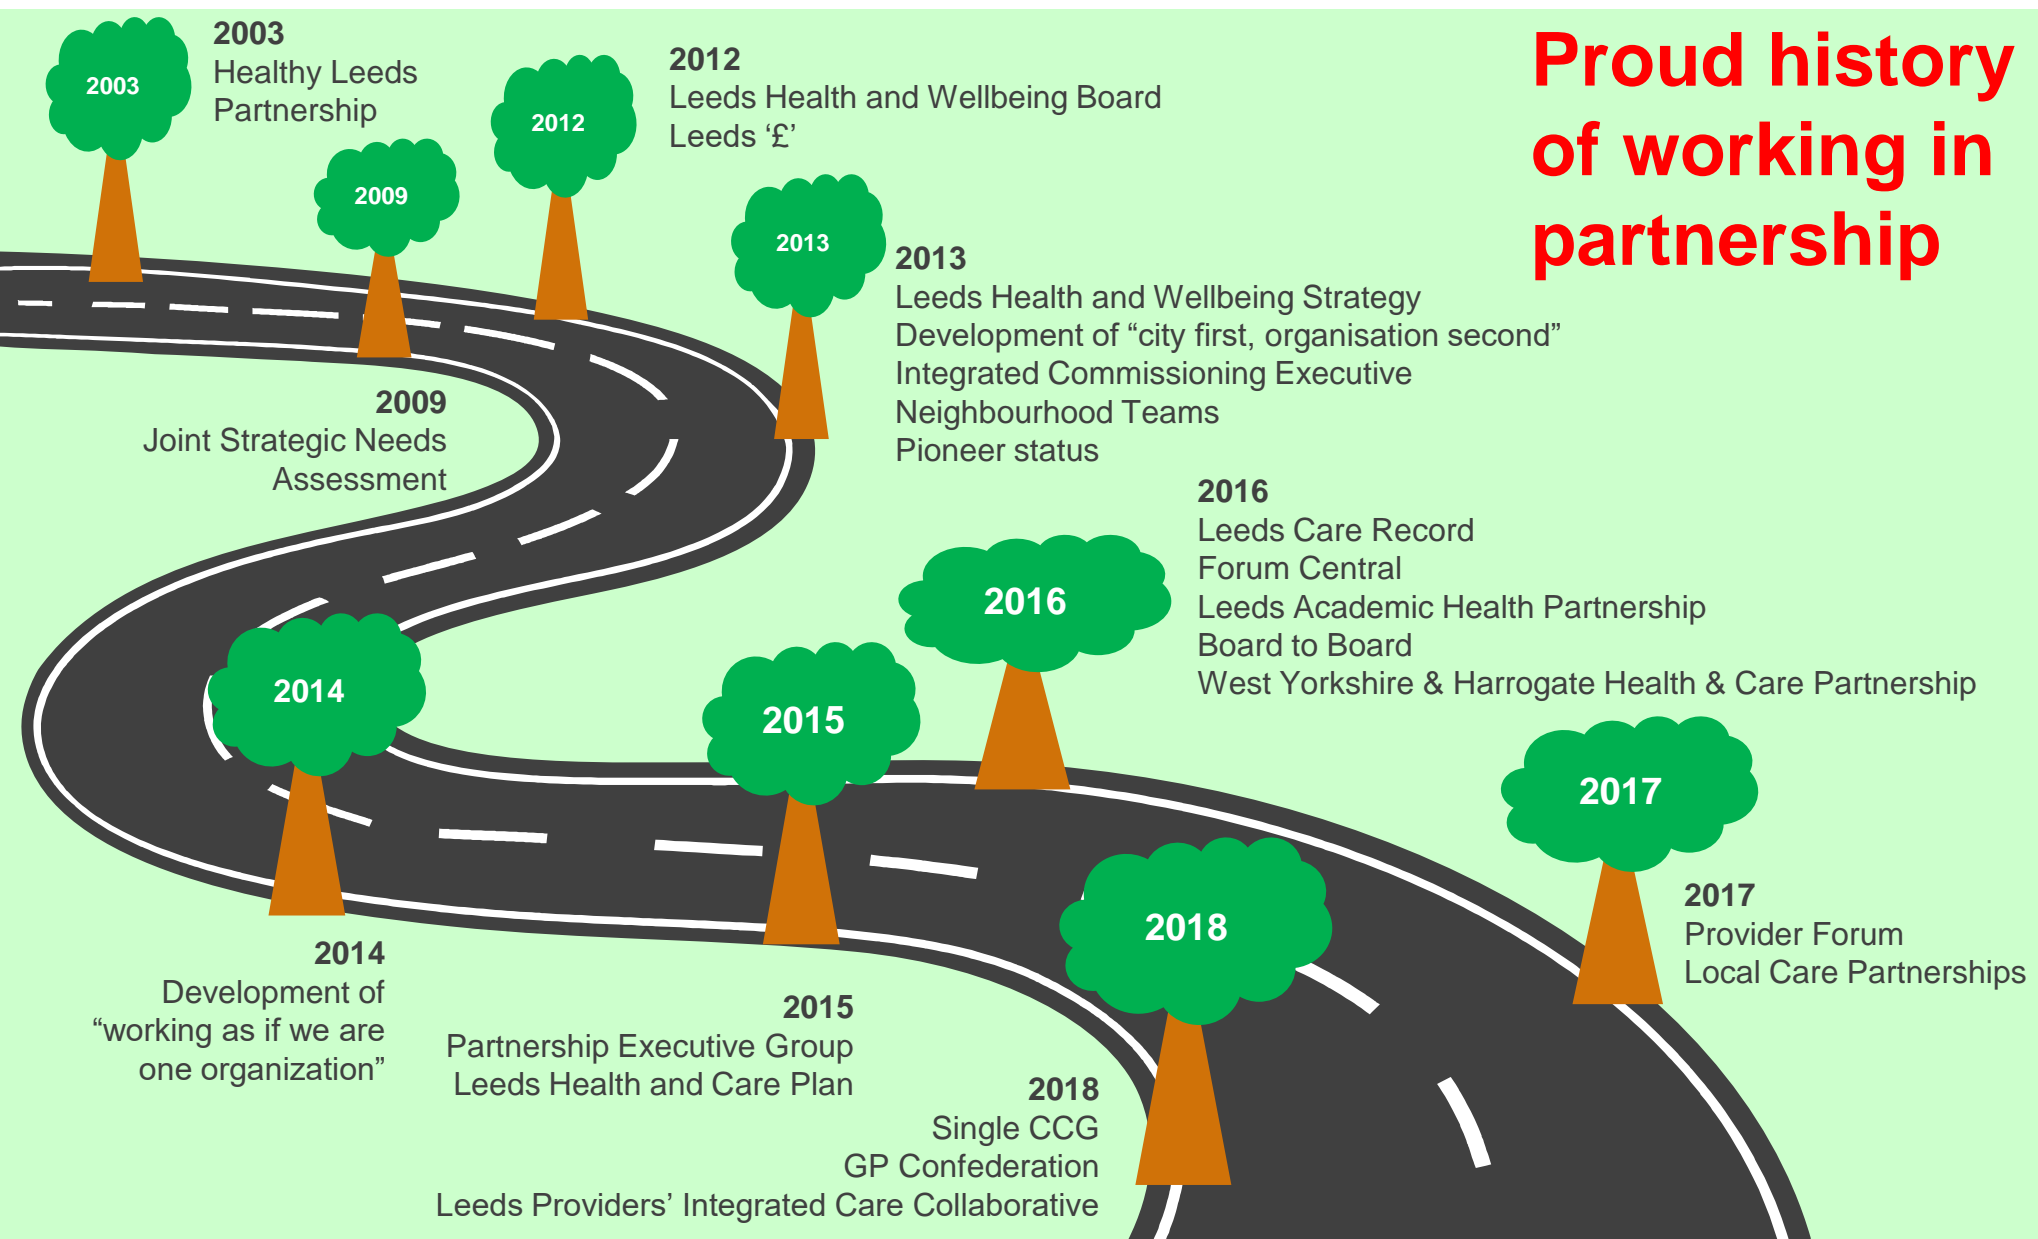 Proud history
of working in
partnership
2003
2003
Healthy Leeds
Partnership
2009
2009
Joint Strategic Needs
Assessment
2012
2012
Leeds Health and Wellbeing Board
Leeds ‘£’
2013
2013
Leeds Health and Wellbeing Strategy
Development of “city first, organisation second”
Integrated Commissioning Executive
Neighbourhood Teams
Pioneer status
2014
2014
Development of
“working as if we are
one organization”
2015
2015
Partnership Executive Group
Leeds Health and Care Plan
2016
2016
Leeds Care Record
Forum Central
Leeds Academic Health Partnership
Board to Board
West Yorkshire & Harrogate Health & Care Partnership
2017
2017
Provider Forum
Local Care Partnerships
2018
2018
Single CCG
GP Confederation
Leeds Providers’ Integrated Care Collaborative